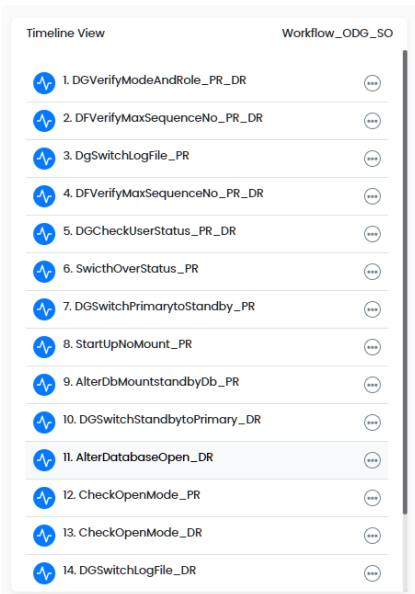 Timeline View Workflow_ODG_SO
1. DGVerifyModeAndRole_PR_DR
2. DFVerifyMaxSequenceNo_PR_DR
3. DgSwitchLogFile_PR
4. DFVerifyMaxSequenceNo_PR_DR
5. DGCheckUserStatus_PR_DR
6. SwicthOverStatus_PR
7. DGSwitchPrimarytoStandby_PR
8. StartUpNoMount_PR
9. AlterDbMountstandbyDb_PR
10. DGSwitchStandbytoPrimary_DR
11. AlterDatabaseOpen_DR
12. CheckOpenMode_PR
13. CheckOpenMode_DR
14. DGSwitchLogFile_DR